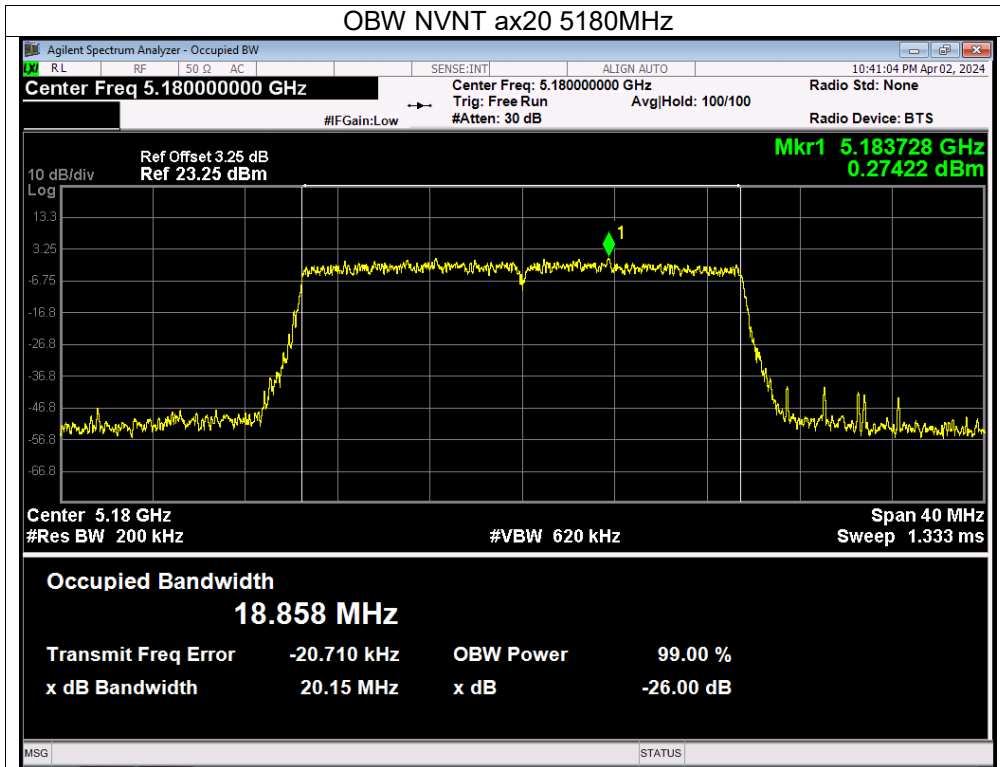 OBW NVNT ax20 5180MHz
Agilent Spectrum Analyzer - Occupied BW
LXI RL RF 50 Ω AC SENSE:INT ALIGN AUTO 10:41:04 PM Apr 02, 2024
Center Freq 5.180000000 GHz Center Freq: 5.180000000 GHz Radio Std: None
Trig: Free Run Avg|Hold: 100/100
#IFGain:Low #Atten: 30 dB Radio Device: BTS
Mkr1 5.183728 GHz
0.27422 dBm
Ref Offset 3.25 dB
10 dB/div Ref 23.25 dBm
Log
13.3
1
3.25
-6.75
-16.8
-26.8
-36.8
-46.8
-56.8
-66.8
Center 5.18 GHz Span 40 MHz
#Res BW 200 kHz #VBW 620 kHz Sweep 1.333 ms
Occupied Bandwidth
18.858 MHz
Transmit Freq Error -20.710 kHz OBW Power 99.00 %
x dB Bandwidth 20.15 MHz x dB -26.00 dB
MSG STATUS